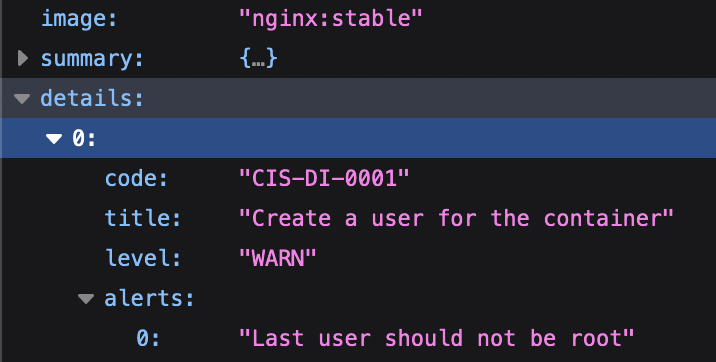 image: "nginx:stable"
summary: {…}
details:
0:
code: "CIS-DI-0001"
title: "Create a user for the container"
level: "WARN"
alerts:
0: "Last user should not be root"